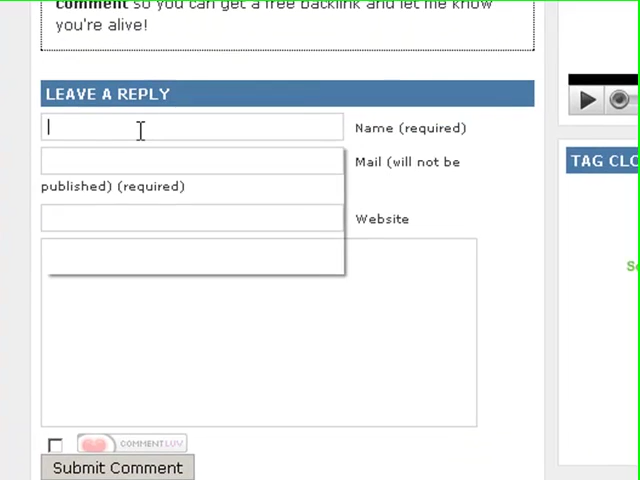 comment so you can get a free backlink and let me know
you're alive!
LEAVE A REPLY
Name (required)
Mail (will not be
published) (required)
Website
COMMENTLUV
Submit Comment
TAG CLO